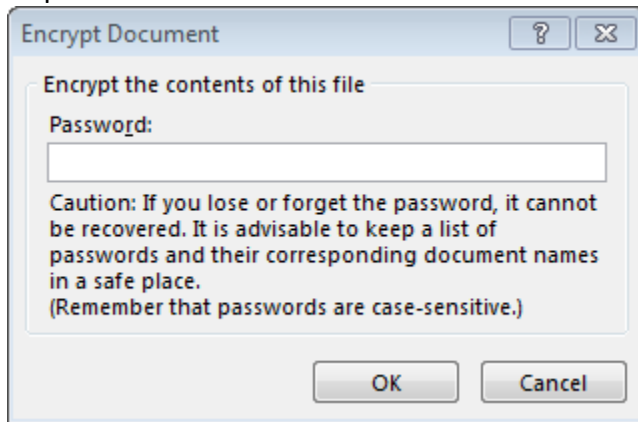 Encrypt Document
Encrypt the contents of this file
Password:
Caution: If you lose or forget the password, it cannot
be recovered. It is advisable to keep a list of
passwords and their corresponding document names
in a safe place.
(Remember that passwords are case-sensitive.)
OK Cancel